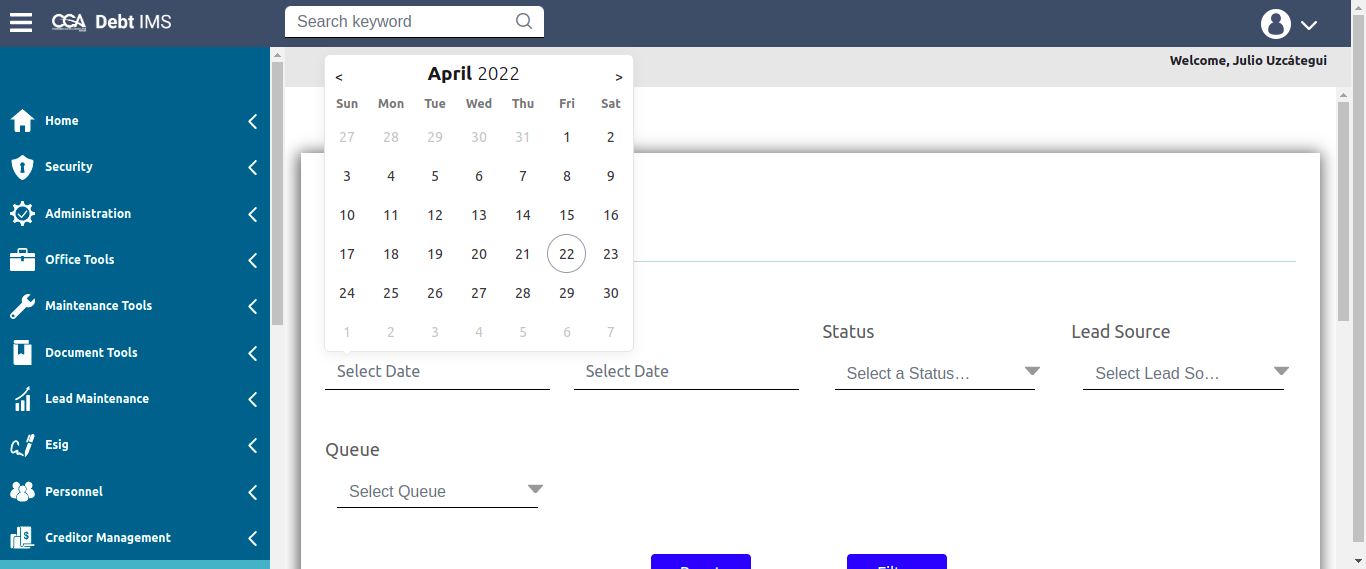 CGA Debt IMS
Search keyword
Welcome, Julio Uzcátegui
Home
Security
Administration
Office Tools
Maintenance Tools
Document Tools
Lead Maintenance
Esig
Personnel
Creditor Management
< April 2022 >
Sun Mon Tue Wed Thu Fri Sat
27 28 29 30 31 1 2
3 4 5 6 7 8 9
10 11 12 13 14 15 16
17 18 19 20 21 22 23
24 25 26 27 28 29 30
1 2 3 4 5 6 7
Status Lead Source
Select Date Select Date Select a Status... Select Lead So...
Queue
Select Queue